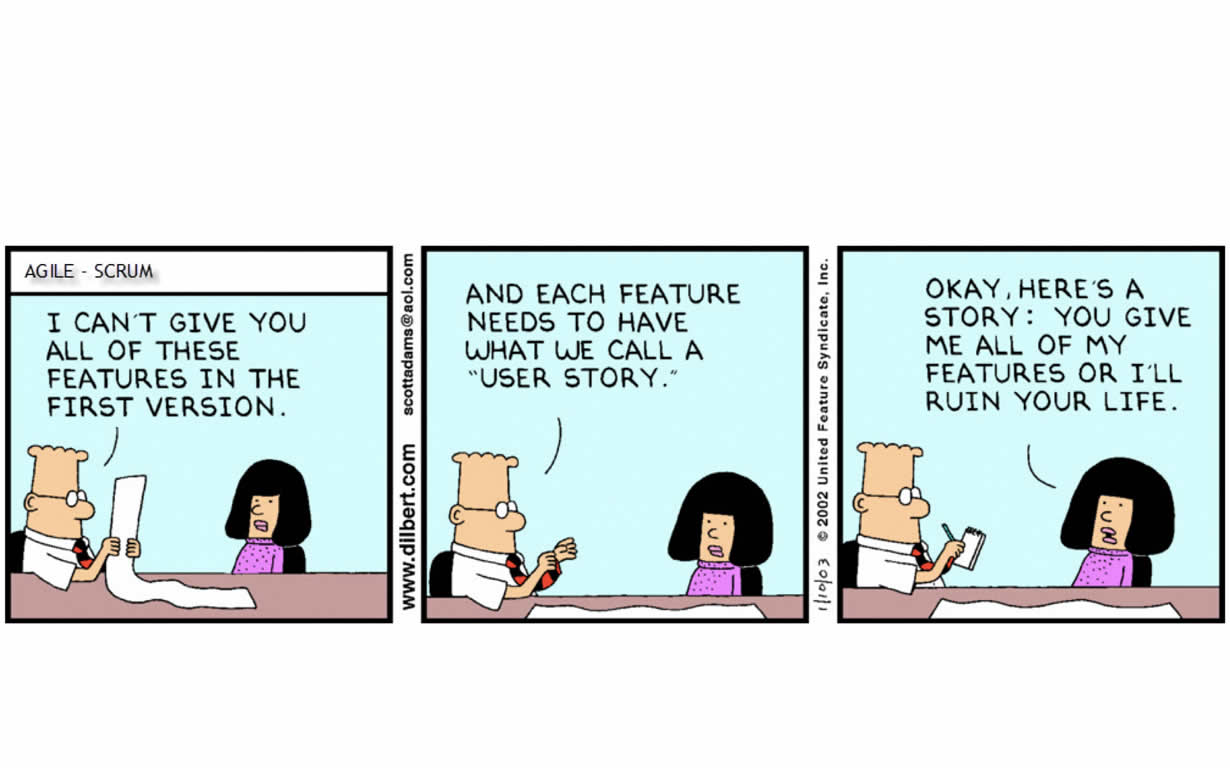 AGILE - SCRUM
I CAN'T GIVE YOU
ALL OF THESE
FEATURES IN THE
FIRST VERSION.
scottadams@aol.com
www.dilbert.com
AND EACH FEATURE
NEEDS TO HAVE
WHAT WE CALL A
"USER STORY."
© 2002 United Feature Syndicate, Inc.
1/10/03
OKAY, HERE'S A
STORY: YOU GIVE
ME ALL OF MY
FEATURES OR I'LL
RUIN YOUR LIFE.